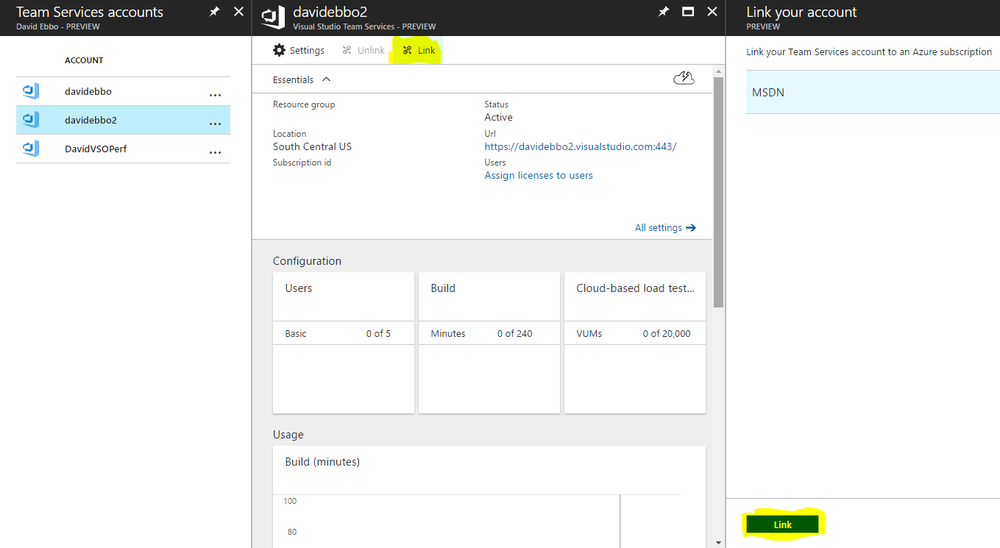 Team Services accounts
David Ebbo - PREVIEW
ACCOUNT
davidebbo
...
davidebbo2
...
DavidVSOPerf
...
davidebbo2
Visual Studio Team Services - PREVIEW
Settings Unlink Link
Essentials
Resource group
Status
Active
Location
South Central US
Url
https://davidebbo2.visualstudio.com:443/
Subscription id
Users
Assign licenses to users
All settings
Configuration
Users
Basic 0 of 5
Build
Minutes 0 of 240
Cloud-based load test...
VUMs 0 of 20,000
Usage
Build (minutes)
100
80
Link your account
PREVIEW
Link your Team Services account to an Azure subscription
MSDN
Link